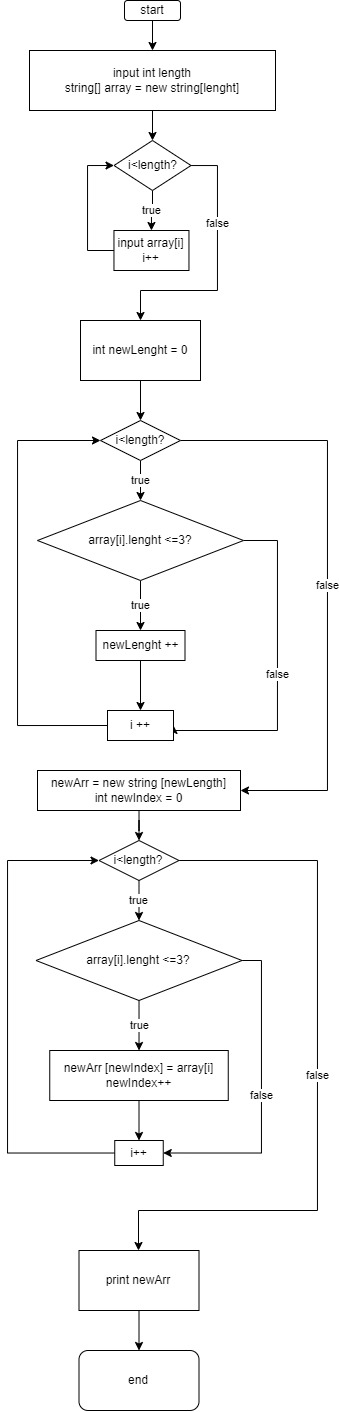 start
input int length
string[] array = new string[lenght]
i<length?
true
false
input array[i]
i++
int newLenght = 0
i<length?
true
array[i].lenght <=3?
false
true
newLenght ++
false
i ++
newArr = new string [newLength]
int newIndex = 0
i<length?
true
array[i].lenght <=3?
true
newArr [newIndex] = array[i]
newIndex++
false
false
i++
print newArr
end